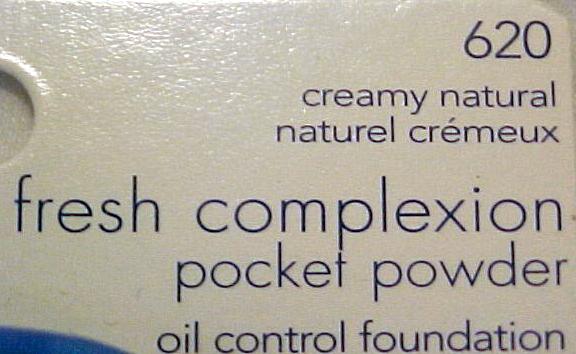 620
creamy natural
naturel crémeux
fresh complexion
pocket powder
oil control foundation